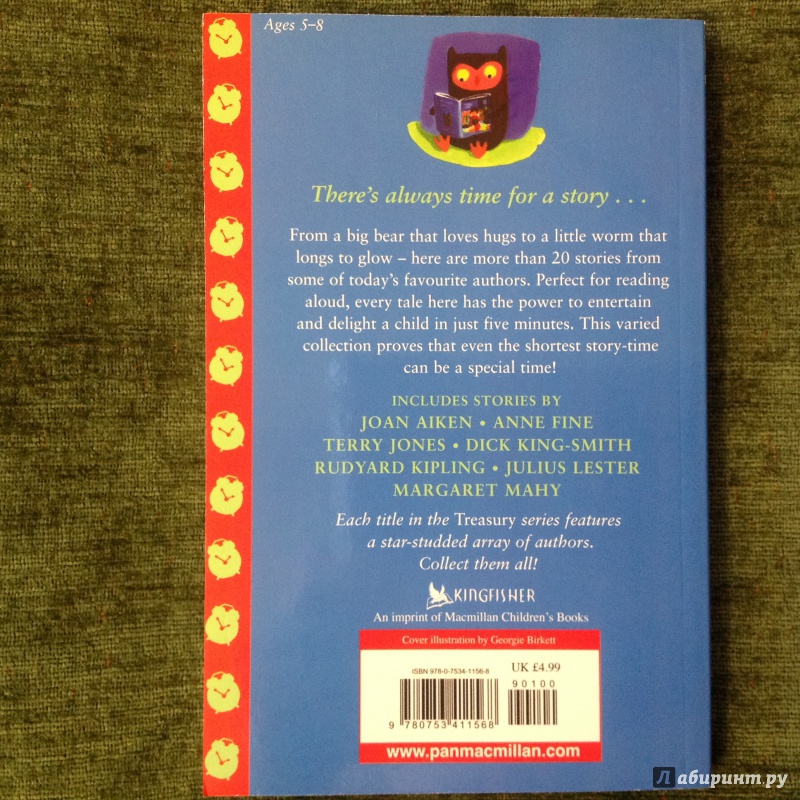 Ages 5–8
There's always time for a story . . .
From a big bear that loves hugs to a little worm that
longs to glow – here are more than 20 stories from
some of today's favourite authors. Perfect for reading
aloud, every tale here has the power to entertain
and delight a child in just five minutes. This varied
collection proves that even the shortest story-time
can be a special time!
INCLUDES STORIES BY
JOAN AIKEN • ANNE FINE
TERRY JONES • DICK KING-SMITH
RUDYARD KIPLING • JULIUS LESTER
MARGARET MAHY
Each title in the Treasury series features
a star-studded array of authors.
Collect them all!
KINGFISHER
An imprint of Macmillan Children's Books
Cover illustration by Georgie Birkett
ISBN 978-0-7534-1156-8
UK £4.99
90100
9 780753 411568
www.panmacmillan.com
Лабиринт.ру